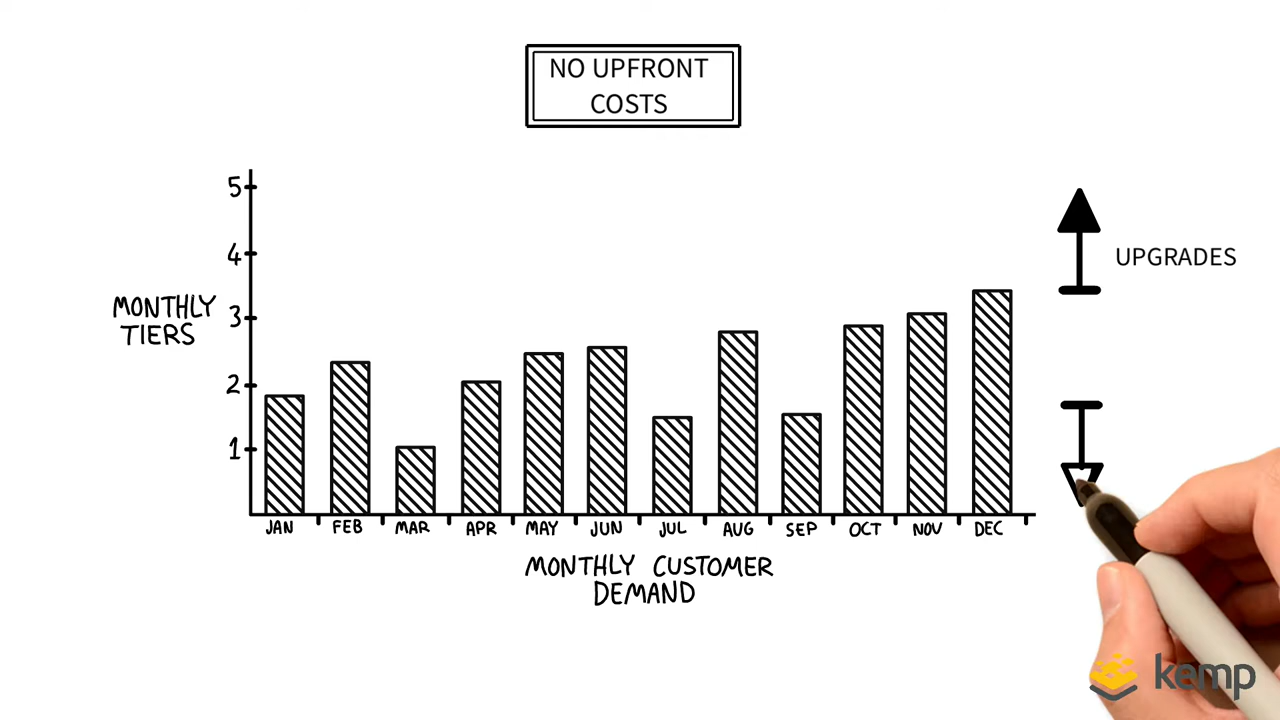 NO UPFRONT
COSTS
5
4
3
2
1
MONTHLY
TIERS
UPGRADES
JAN FEB MAR APR MAY JUN JUL AUG SEP OCT NOV DEC
MONTHLY CUSTOMER
DEMAND
kemp